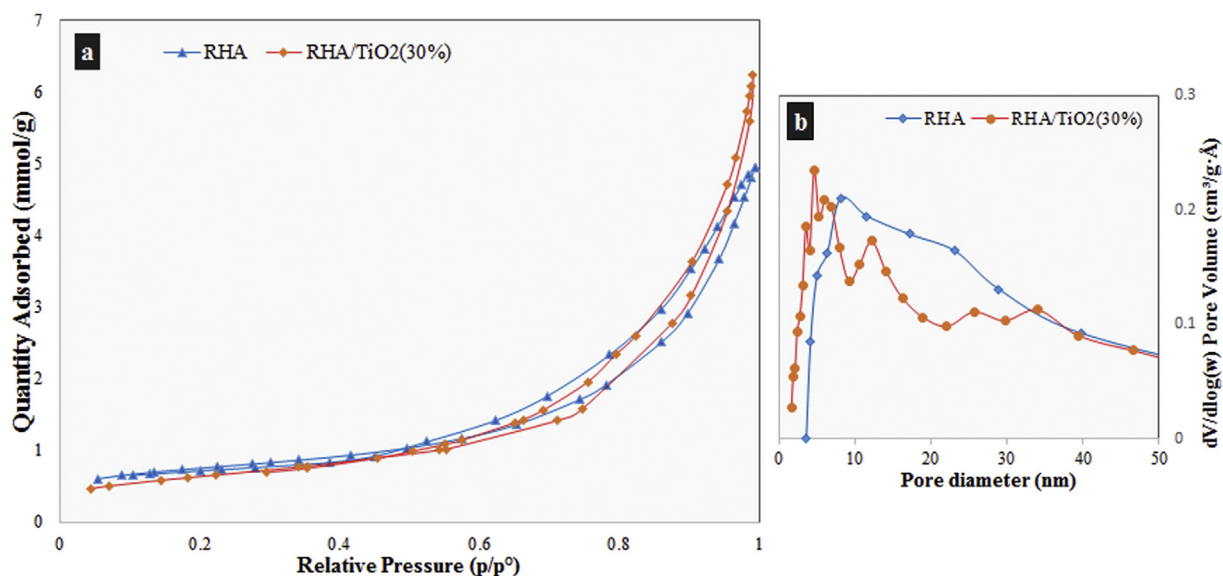 a
RHA
RHA/TiO2(30%)
7
6
5
4
3
2
1
0
Quantity Adsorbed (mmol/g)
0
0.2
0.4
0.6
0.8
1
Relative Pressure (p/p°)
b
RHA
RHA/TiO2(30%)
0.3
0.2
0.1
0
dV/dlog(w) Pore Volume (cm³/g·Å)
0
10
20
30
40
50
Pore diameter (nm)